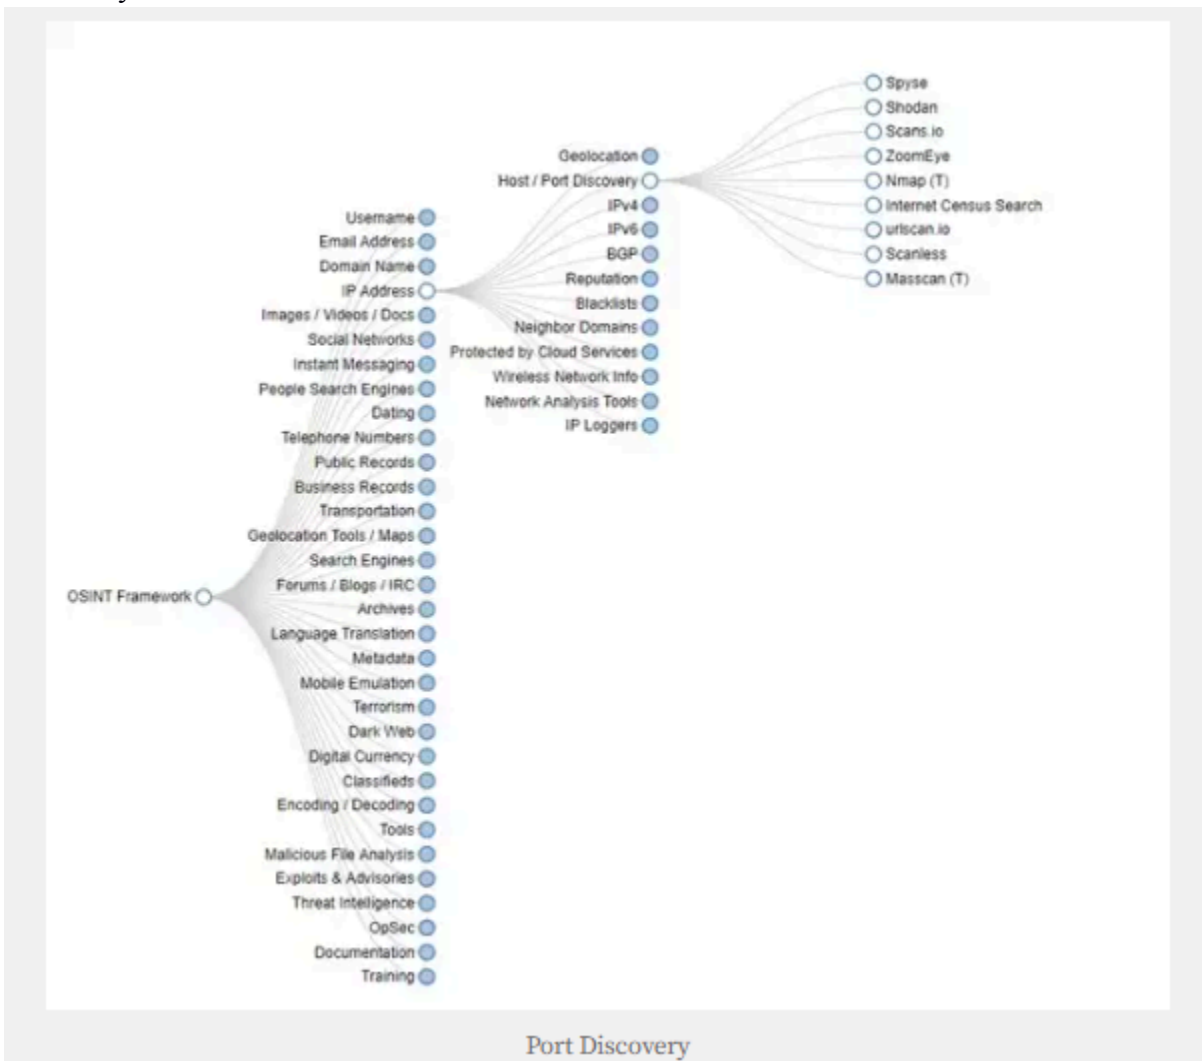 Spyse
Shodan
Scans.io
ZoomEye
Nmap (T)
Internet Census Search
urlscan.io
Scanless
Masscan (T)
Geolocation
Host / Port Discovery
IPv4
IPv6
BGP
Reputation
Blacklists
Neighbor Domains
Protected by Cloud Services
Wireless Network Info
Network Analysis Tools
IP Loggers
Username
Email Address
Domain Name
IP Address
Images / Videos / Docs
Social Networks
Instant Messaging
People Search Engines
Dating
Telephone Numbers
Public Records
Business Records
Transportation
Geolocation Tools / Maps
Search Engines
Forums / Blogs / IRC
Archives
Language Translation
Metadata
Mobile Emulation
Terrorism
Dark Web
Digital Currency
Classifieds
Encoding / Decoding
Tools
Malicious File Analysis
Exploits & Advisories
Threat Intelligence
OpSec
Documentation
Training
OSINT Framework
Port Discovery